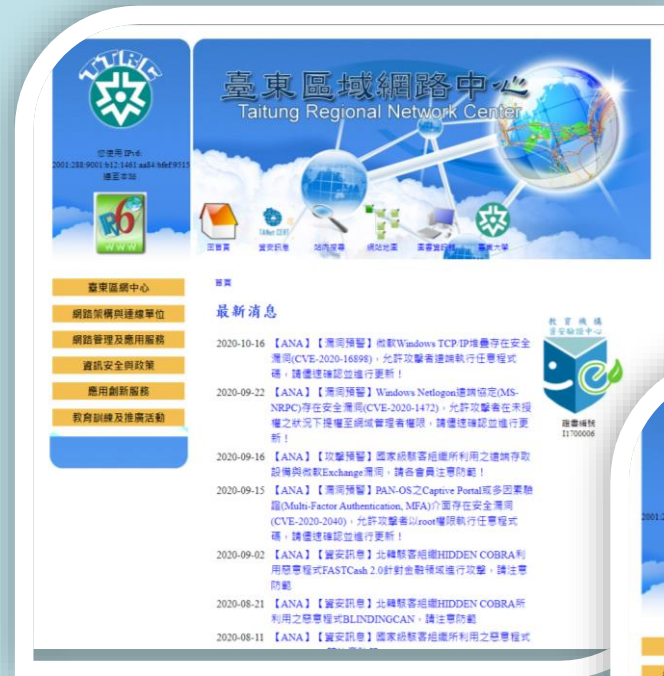 TTRC
臺東區域網路中心
Taitung Regional Network Center
您使用 IPv6:
連至本站
IPv6
WWW
TANet CERT
回首頁 資安訊息 站內搜尋 網站地圖 圖書資訊館 臺東大學
臺東區網中心
網路架構與連線單位
網路管理及應用服務
資訊安全與政策
應用創新服務
教育訓練及推廣活動
首頁
最新消息
2020-10-16 【ANA】【漏洞預警】微軟Windows TCP/IP堆疊存在安全
漏洞(CVE-2020-16898)，允許攻擊者遠端執行任意程式
碼，請儘速確認並進行更新！
2020-09-22 【ANA】【漏洞預警】Windows Netlogon遠端協定(MS-
NRPC)存在安全漏洞(CVE-2020-1472)，允許攻擊者在未授
權之狀況下提權至網域管理者權限，請儘速確認並進行更
新！
2020-09-16 【ANA】【攻擊預警】國家級駭客組織所利用之遠端存取
設備與微軟Exchange漏洞，請各會員注意防範！
2020-09-15 【ANA】【漏洞預警】PAN-OS之Captive Portal或多因素驗
證(Multi-Factor Authentication, MFA)介面存在安全漏洞
(CVE-2020-2040)，允許攻擊者以root權限執行任意程式
碼，請儘速確認並進行更新！
2020-09-02 【ANA】【資安訊息】北韓駭客組織HIDDEN COBRA利
用惡意程式FASTCash 2.0針對金融領域進行攻擊，請注意
防範
2020-08-21 【ANA】【資安訊息】北韓駭客組織HIDDEN COBRA所
利用之惡意程式BLINDINGCAN，請注意防範
2020-08-11 【ANA】【資安訊息】國家級駭客組織所利用之惡意程式
教育機構
資安驗證中心
證書編號
I1700006